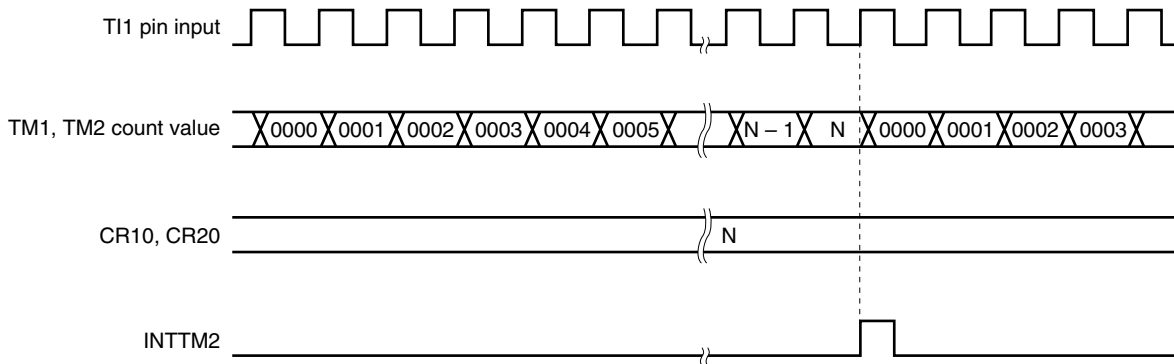 TI1 pin input
TM1, TM2 count value 0000 0001 0002 0003 0004 0005 N – 1 N 0000 0001 0002 0003
CR10, CR20 N
INTTM2